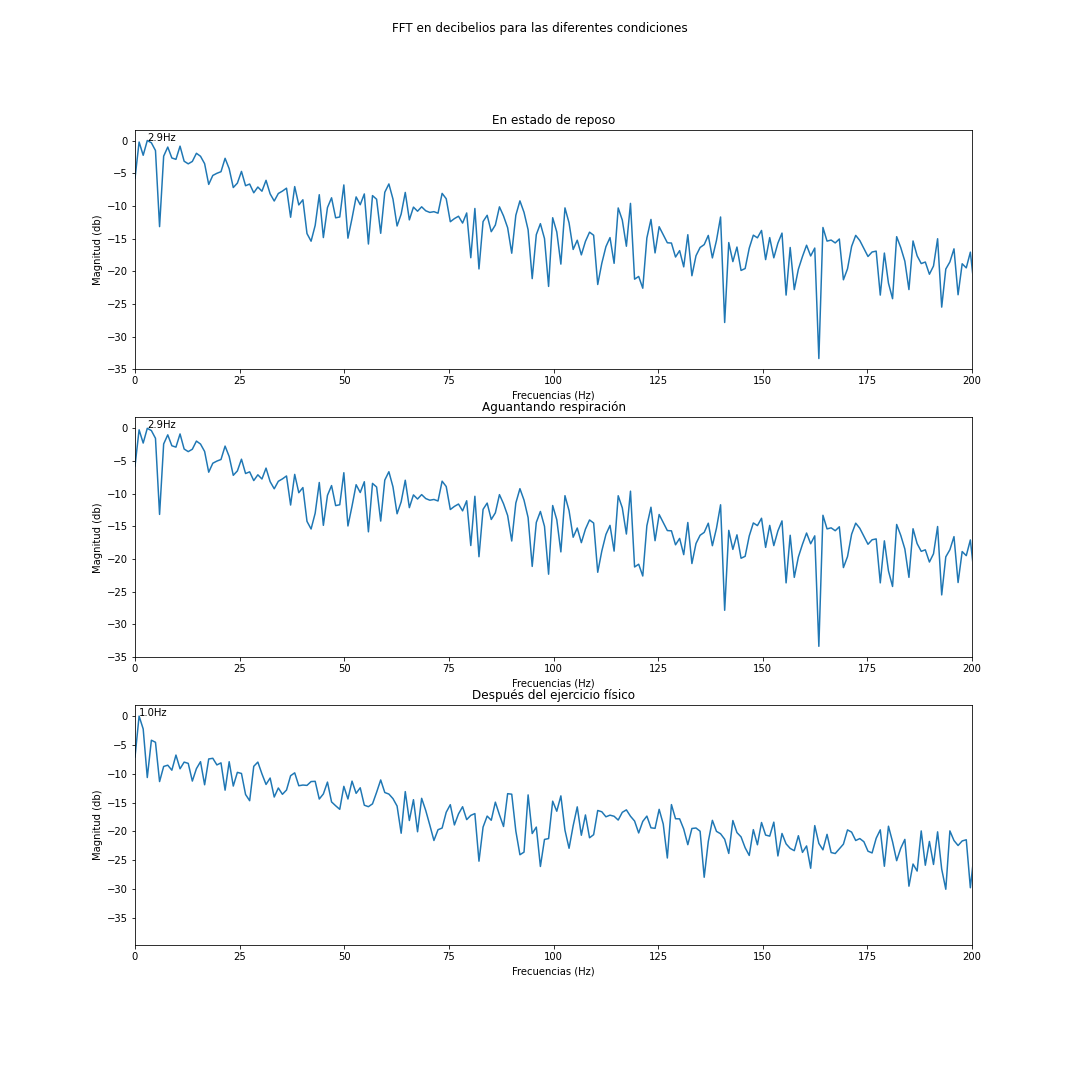 FFT en decibelios para las diferentes condiciones
En estado de reposo
2.9Hz
0
−5
−10
−15
−20
−25
−30
−35
Magnitud (db)
0 25 50 75 100 125 150 175 200
Frecuencias (Hz)
Aguantando respiración
2.9Hz
0
−5
−10
−15
−20
−25
−30
−35
Magnitud (db)
0 25 50 75 100 125 150 175 200
Frecuencias (Hz)
Después del ejercicio físico
1.0Hz
0
−5
−10
−15
−20
−25
−30
−35
Magnitud (db)
0 25 50 75 100 125 150 175 200
Frecuencias (Hz)